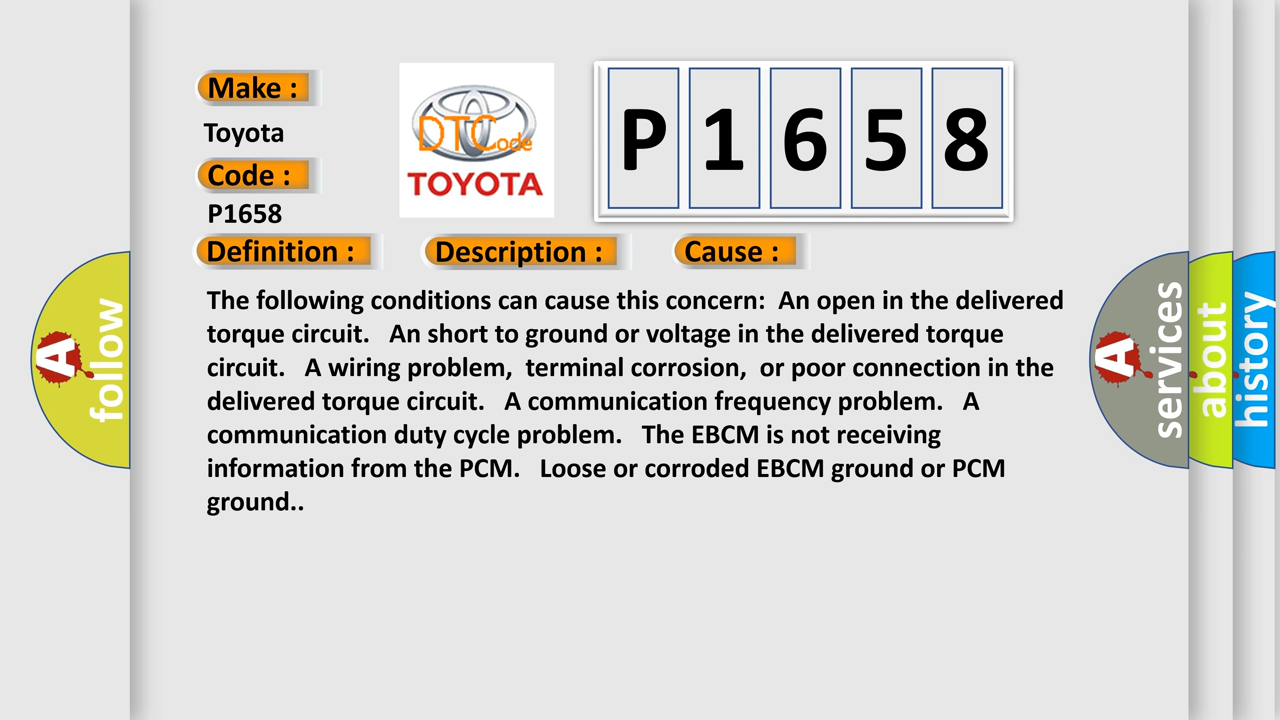 Make :
Toyota
Code :
P1658
DTCode
TOYOTA
P 1 6 5 8
Definition :
Description :
Cause :
The following conditions can cause this concern: An open in the delivered
torque circuit. An short to ground or voltage in the delivered torque
circuit. A wiring problem, terminal corrosion, or poor connection in the
delivered torque circuit. A communication frequency problem. A
communication duty cycle problem. The EBCM is not receiving
information from the PCM. Loose or corroded EBCM ground or PCM
ground..
A
follow
A
services
about
history